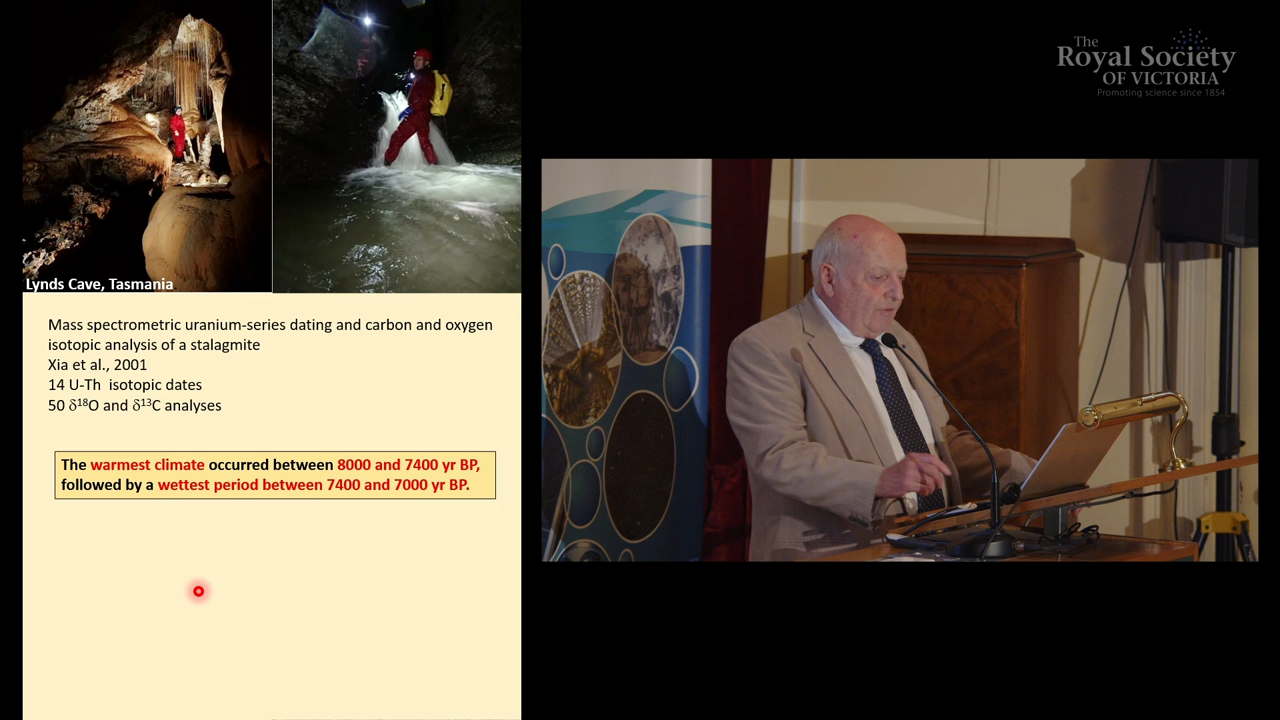 Lynds Cave, Tasmania
Mass spectrometric uranium-series dating and carbon and oxygen
isotopic analysis of a stalagmite
Xia et al., 2001
14 U-Th isotopic dates
50 δ¹⁸O and δ¹³C analyses
The warmest climate occurred between 8000 and 7400 yr BP,
followed by a wettest period between 7400 and 7000 yr BP.
The
Royal Society
OF VICTORIA
Promoting science since 1854